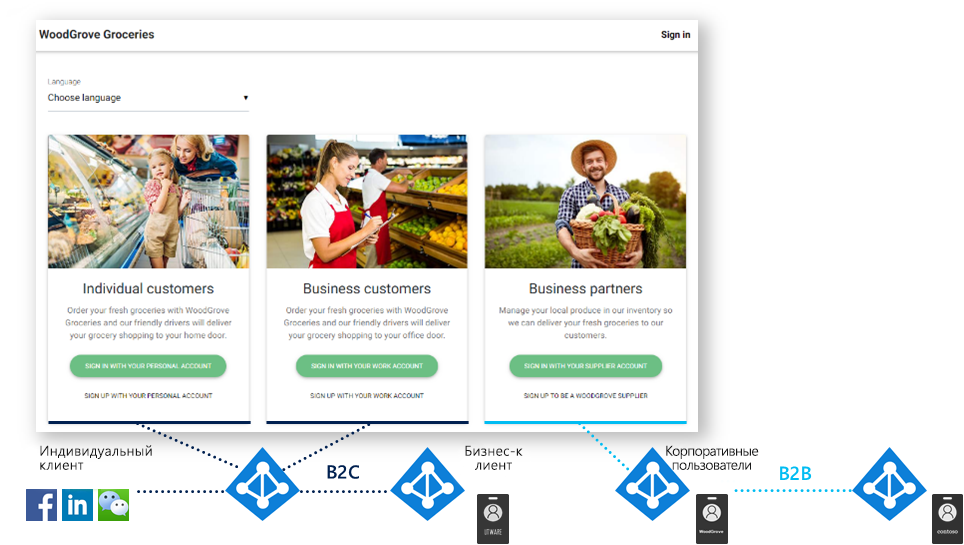 WoodGrove Groceries
Sign in
Language
Choose language
Individual customers
Order your fresh groceries with WoodGrove
Groceries and our friendly drivers will deliver
your grocery shopping to your home door.
SIGN IN WITH YOUR PERSONAL ACCOUNT
SIGN UP WITH YOUR PERSONAL ACCOUNT
Business customers
Order your fresh groceries with WoodGrove
Groceries and our friendly drivers will deliver
your grocery shopping to your office door.
SIGN IN WITH YOUR WORK ACCOUNT
SIGN UP WITH YOUR WORK ACCOUNT
Business partners
Manage your local produce in our inventory so
we can deliver your fresh groceries to our
customers.
SIGN IN WITH YOUR SUPPLIER ACCOUNT
SIGN UP TO BE A WOODGROVE SUPPLIER
Индивидуальный
клиент
B2C
Бизнес-к
лиент
Корпоративные
пользователи
B2B
f
in
WoodGrove
contoso